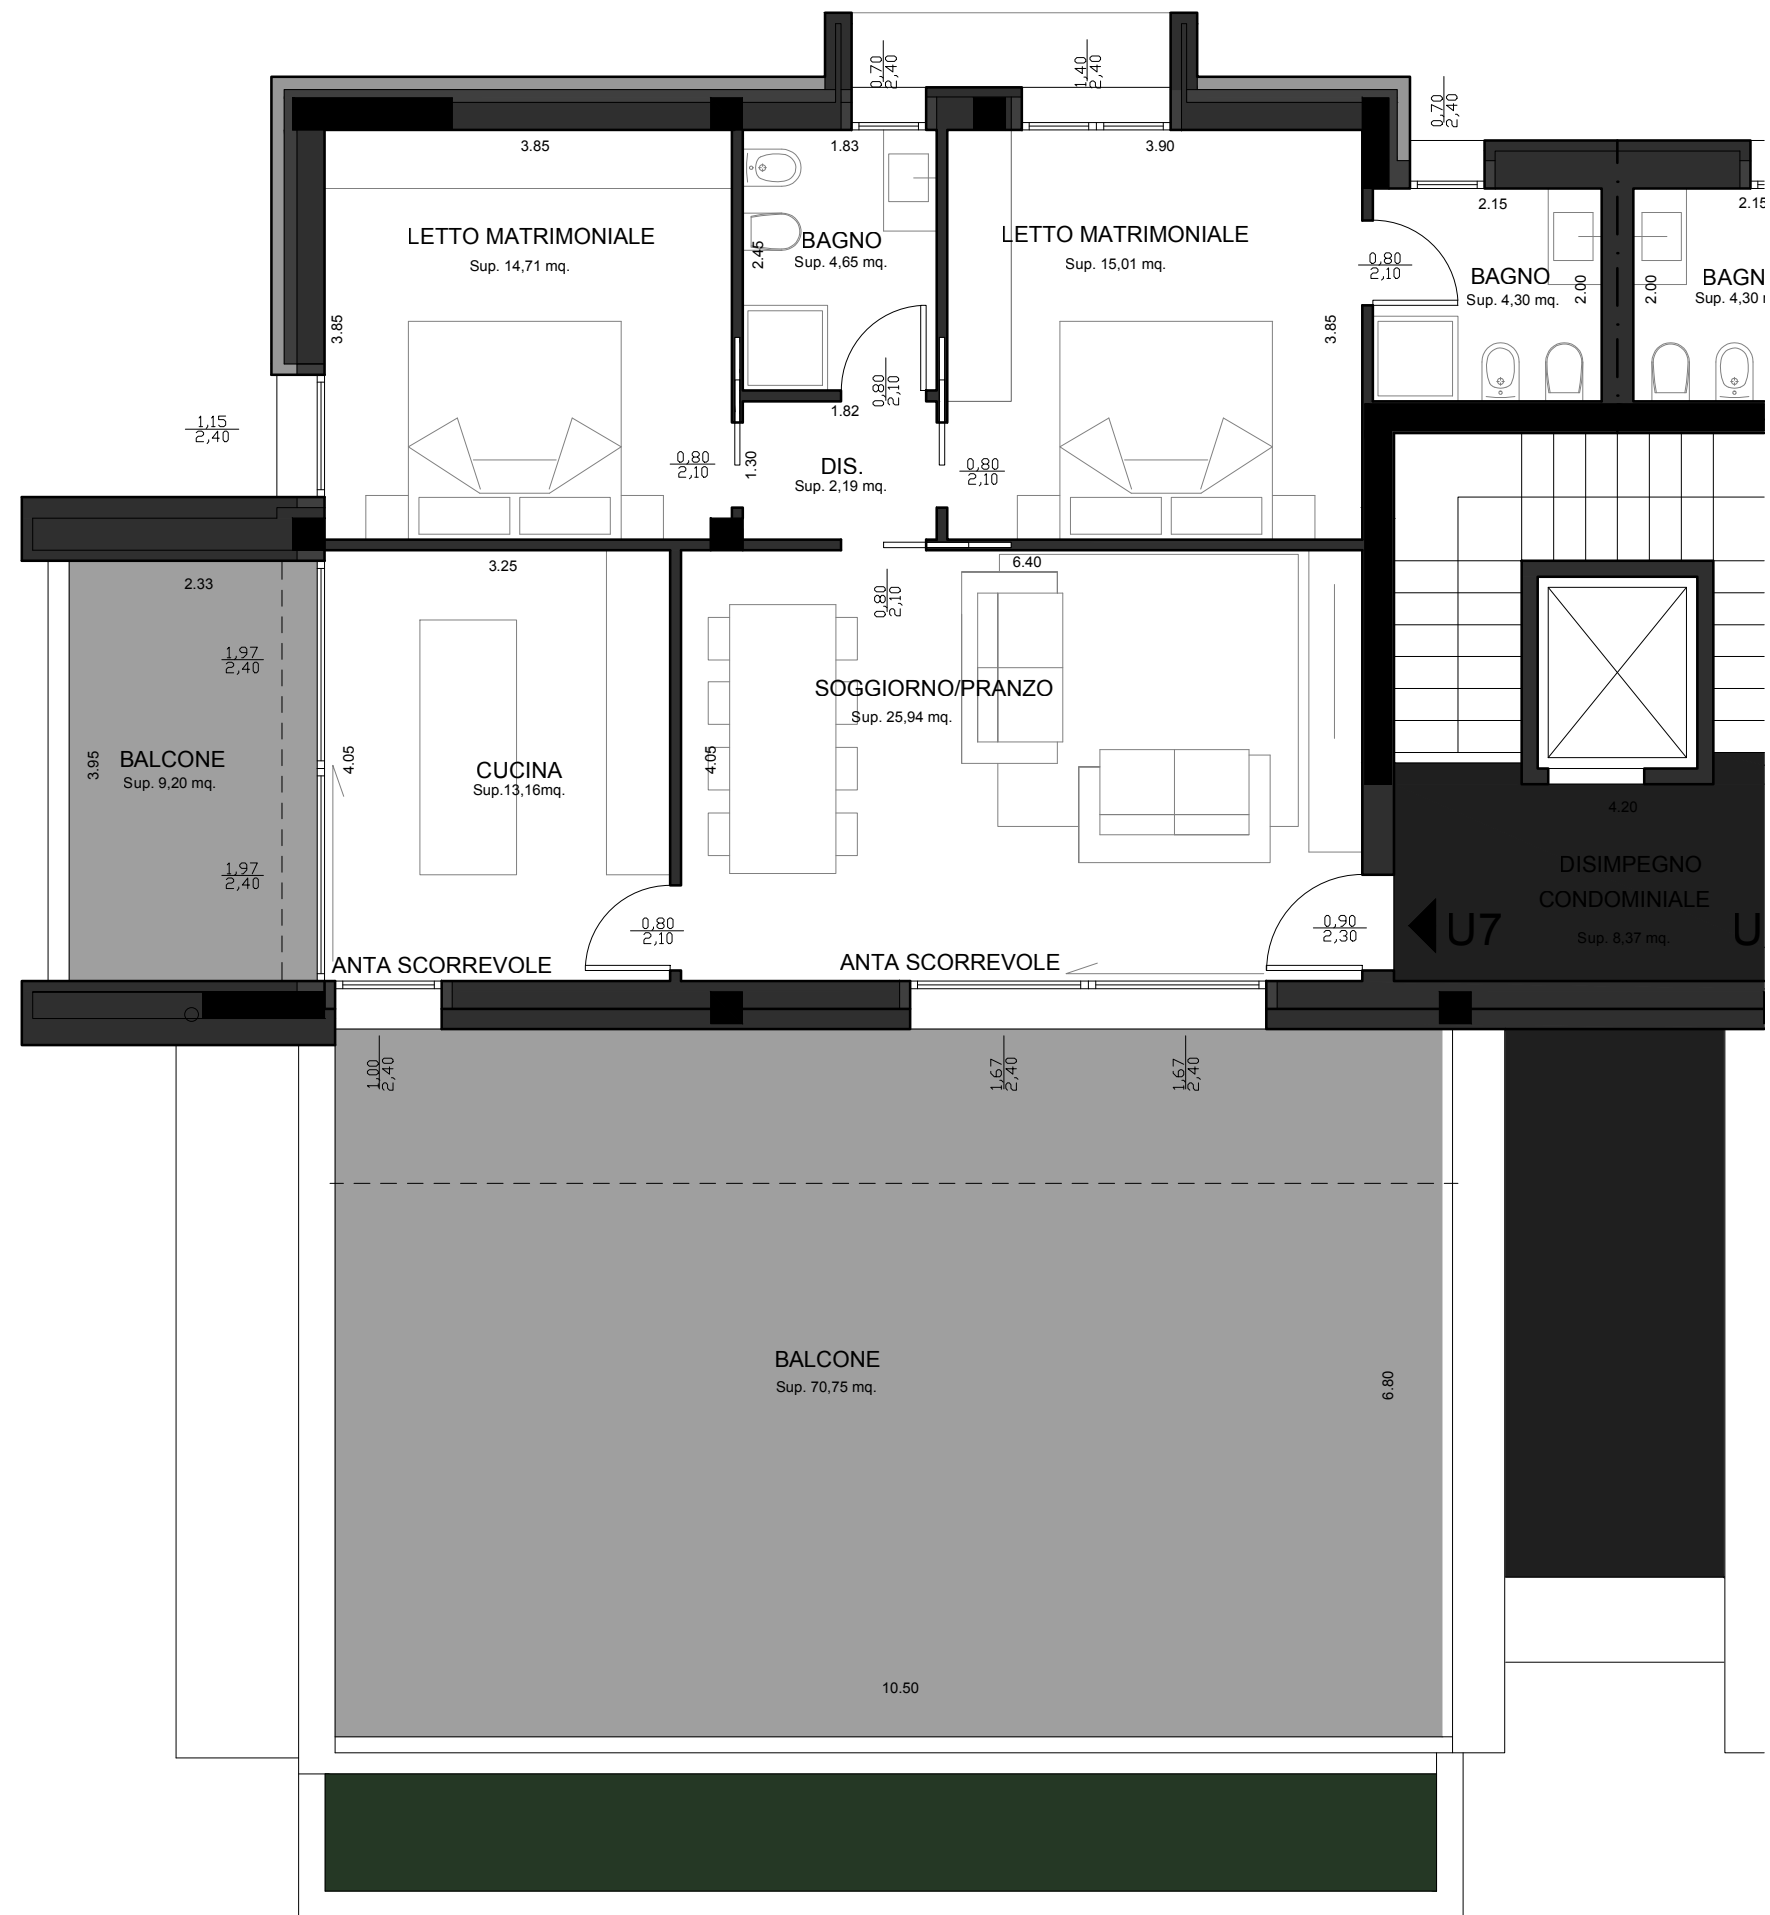 0,70
2,40
1,40
2,40
0,70
2,40
3.85
1.83
3.90
2.15
2.15
LETTO MATRIMONIALE
Sup. 14,71 mq.
BAGNO
Sup. 4,65 mq.
2.45
LETTO MATRIMONIALE
Sup. 15,01 mq.
0,80
2,10
BAGNO
Sup. 4,30 mq.
2.00
2.00
BAGN
Sup. 4,30
3.85
3.85
0,80
2,10
1.82
1,15
2,40
0,80
2,10
1.30
DIS.
Sup. 2,19 mq.
0,80
2,10
2.33
3.25
0,80
2,10
6.40
1,97
2,40
SOGGIORNO/PRANZO
Sup. 25,94 mq.
3.95
BALCONE
Sup. 9,20 mq.
4.05
CUCINA
Sup.13,16mq.
4.05
4.20
1,97
2,40
DISIMPEGNO
CONDOMINIALE
Sup. 8,37 mq.
0,80
2,10
0,90
2,30
U7
U
ANTA SCORREVOLE
ANTA SCORREVOLE
1,00
2,40
1,67
2,40
1,67
2,40
BALCONE
Sup. 70,75 mq.
6.80
10.50